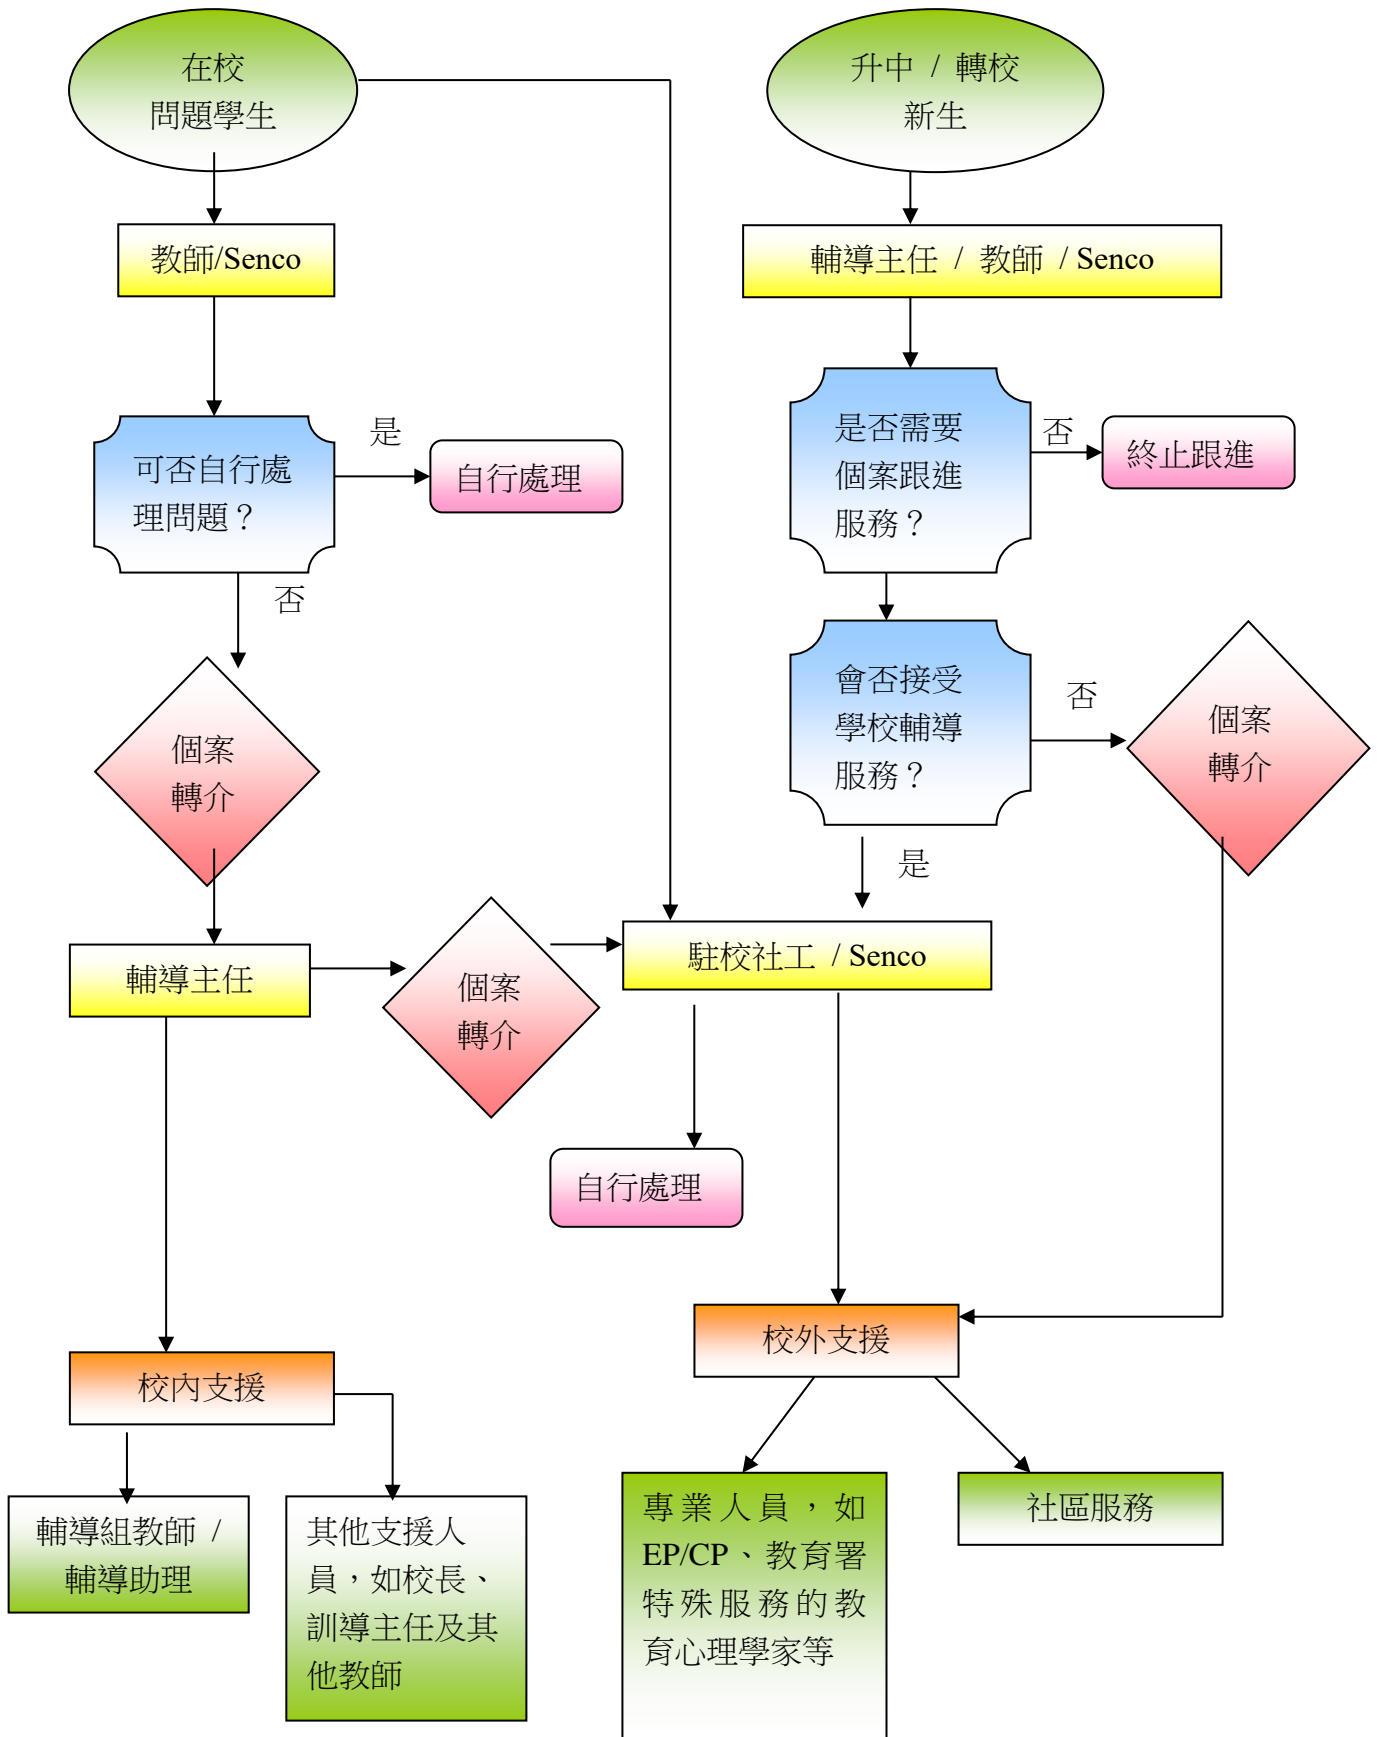 在校
問題學生
升中 / 轉校
新生
教師/Senco
輔導主任 / 教師 / Senco
可否自行處
理問題？
是
自行處理
是否需要
個案跟進
服務？
否
終止跟進
否
會否接受
學校輔導
服務？
否
個案
轉介
個案
轉介
是
輔導主任
個案
轉介
駐校社工 / Senco
自行處理
校外支援
校內支援
輔導組教師 /
輔導助理
其他支援人
員，如校長、
訓導主任及其
他教師
專業人員，如
EP/CP、教育署
特殊服務的教
育心理學家等
社區服務